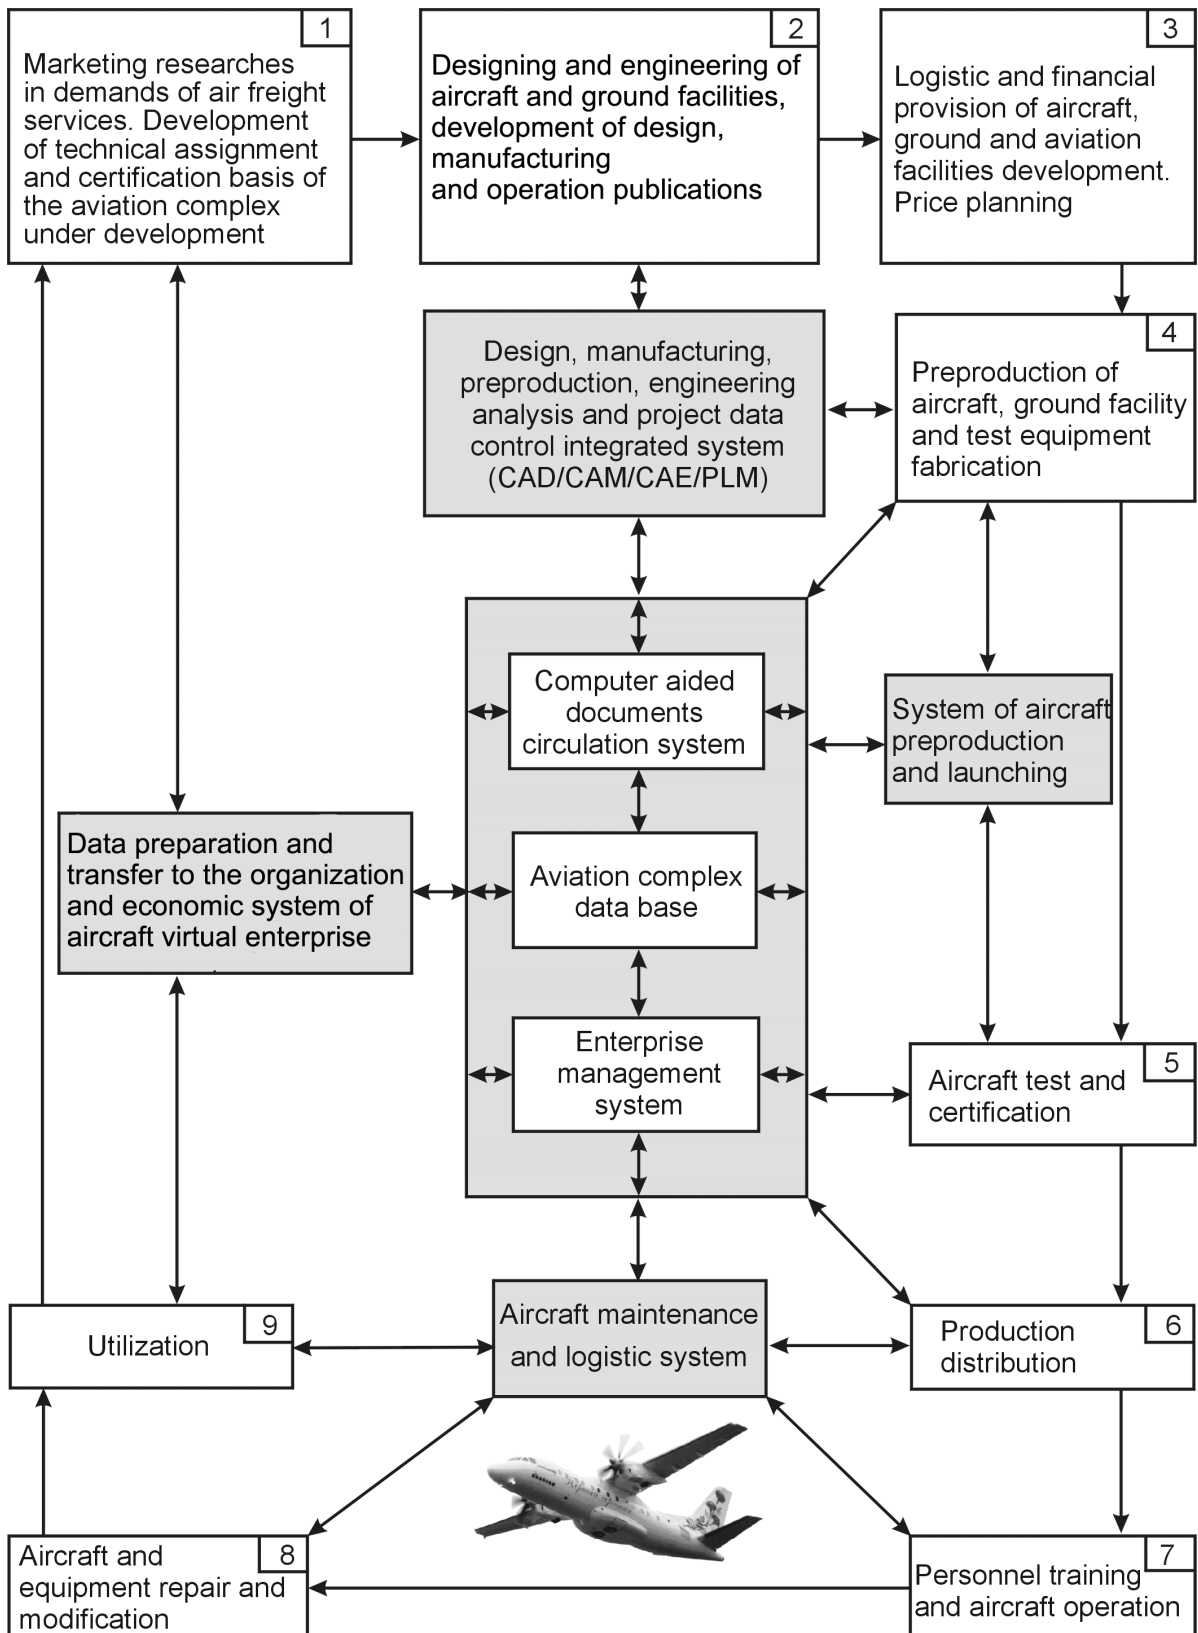 1
Marketing researches
in demands of air freight
services. Development
of technical assignment
and certification basis of
the aviation complex
under development
2
Designing and engineering of
aircraft and ground facilities,
development of design,
manufacturing
and operation publications
3
Logistic and financial
provision of aircraft,
ground and aviation
facilities development.
Price planning
Design, manufacturing,
preproduction, engineering
analysis and project data
control integrated system
(CAD/CAM/CAE/PLM)
4
Preproduction of
aircraft, ground facility
and test equipment
fabrication
Computer aided
documents
circulation system
System of aircraft
preproduction
and launching
Data preparation and
transfer to the organization
and economic system of
aircraft virtual enterprise
Aviation complex
data base
Enterprise
management
system
5
Aircraft test and
certification
9
Utilization
Aircraft maintenance
and logistic system
6
Production
distribution
8
Aircraft and
equipment repair and
modification
7
Personnel training
and aircraft operation